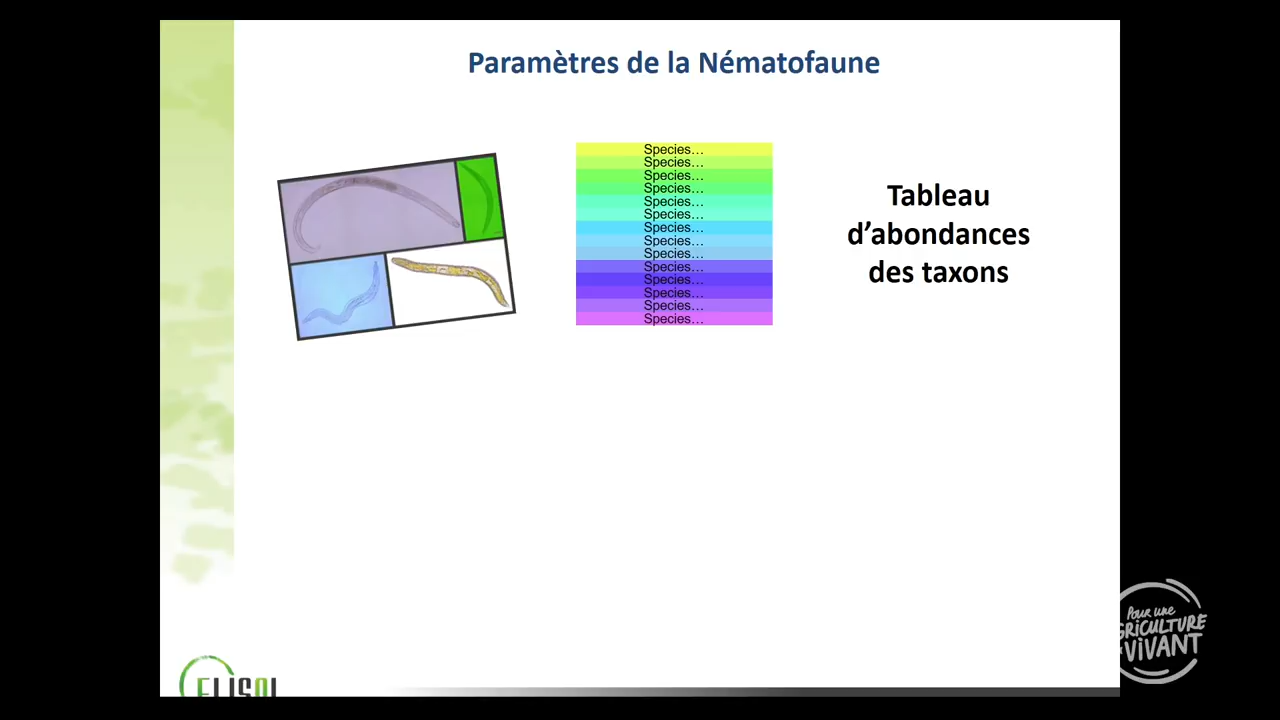 Paramètres de la Nématofaune
Species...
Species...
Species...
Species...
Species...
Species...
Species...
Species...
Species...
Species...
Species...
Species...
Species...
Species...
Tableau
d’abondances
des taxons
POUR UNE
AGRICULTURE
VIVANT
ELISOL